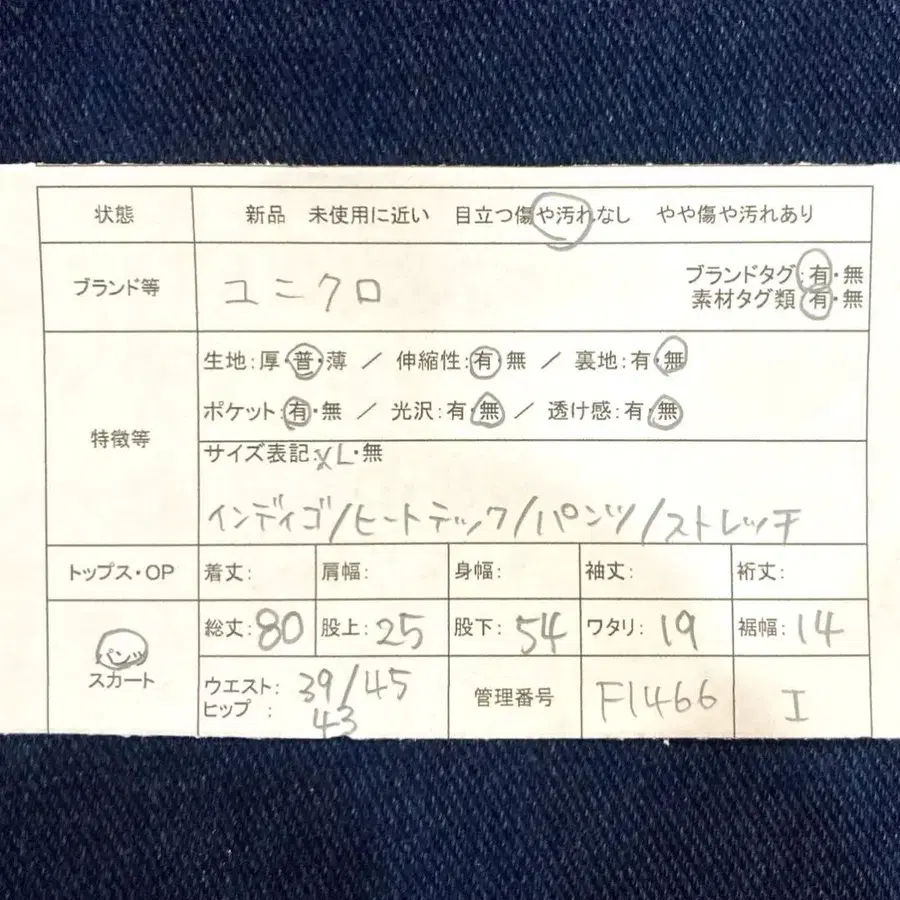 状態 新品 未使用に近い 目立つ傷や汚れなし やや傷や汚れあり
ブランド等 ユニクロ ブランドタグ:有・無
素材タグ類:有・無
特徴等 生地:厚・普・薄 / 伸縮性:有・無 / 裏地:有・無
ポケット:有・無 / 光沢:有・無 / 透け感:有・無
サイズ表記:XL・無
インディゴ/ヒートテック/パンツ/ストレッチ
トップス・OP 着丈: 肩幅: 身幅: 袖丈: 裄丈:
パンツ 総丈:80 股上:25 股下:54 ワタリ:19 裾幅:14
スカート
ウエスト: 39/45 管理番号 F1466 I
ヒップ : 43